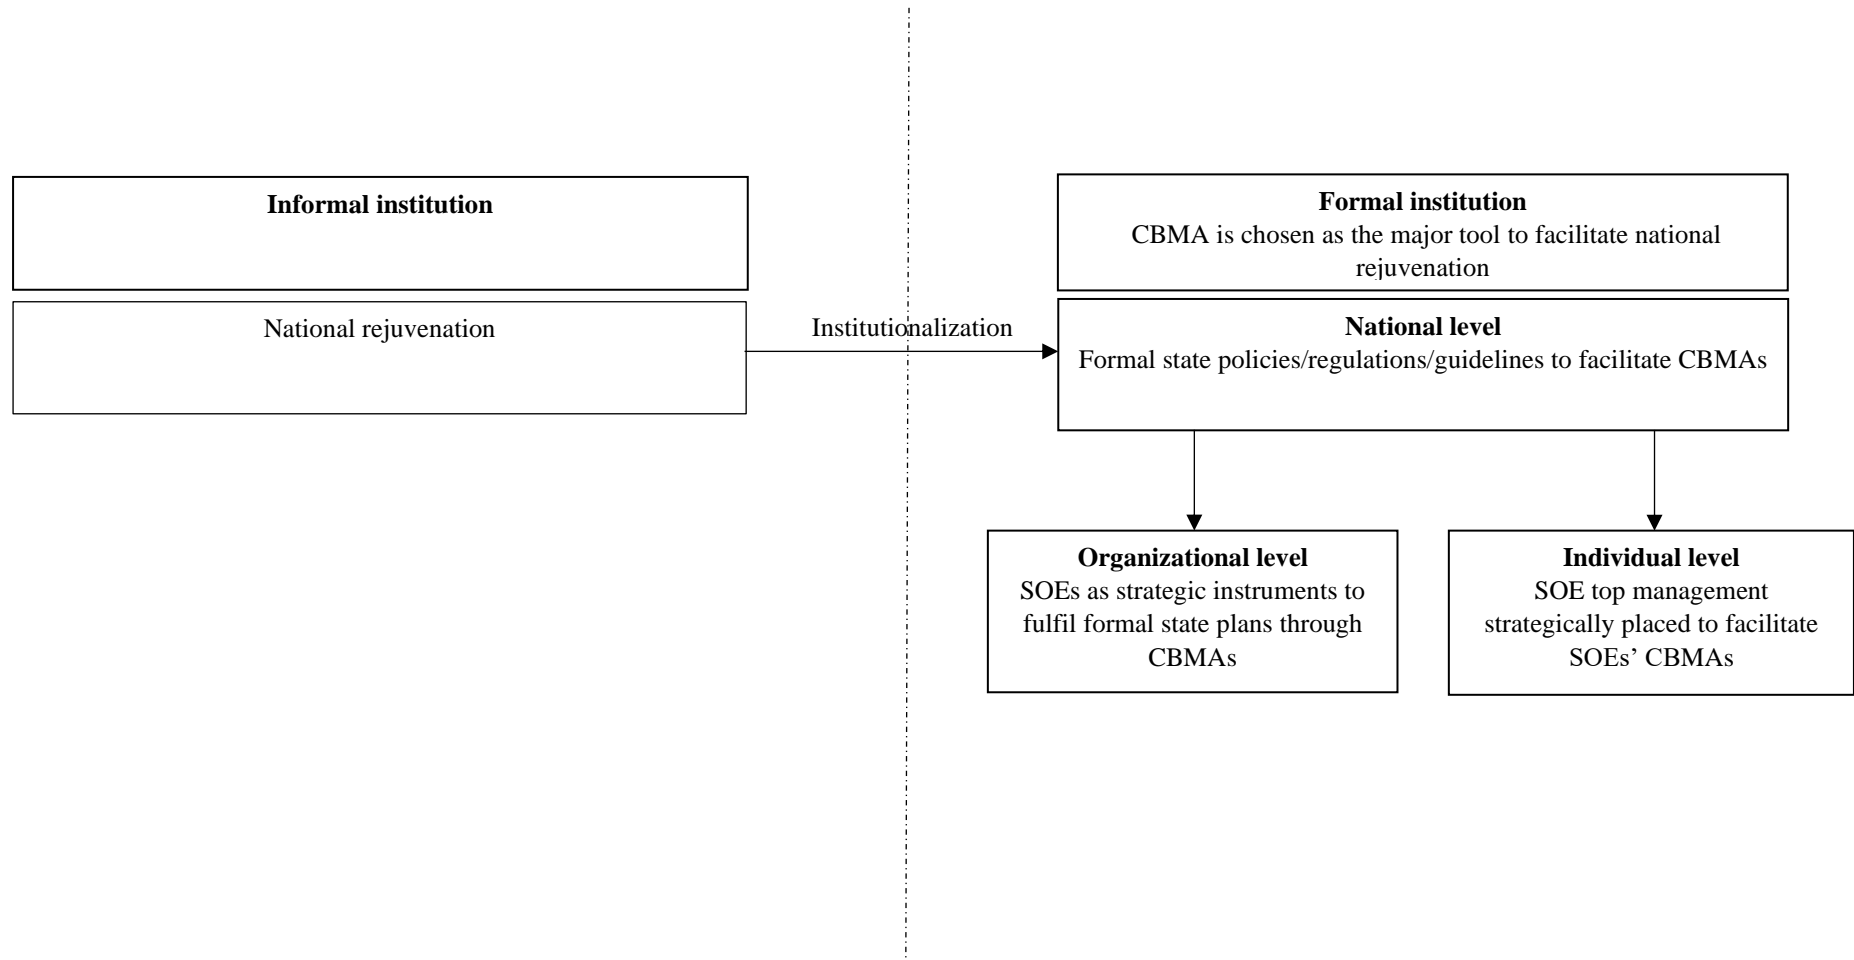 Informal institution
National rejuvenation
Institutionalization
Formal institution
CBMA is chosen as the major tool to facilitate national
rejuvenation
National level
Formal state policies/regulations/guidelines to facilitate CBMAs
Organizational level
SOEs as strategic instruments to
fulfil formal state plans through
CBMAs
Individual level
SOE top management
strategically placed to facilitate
SOEs’ CBMAs